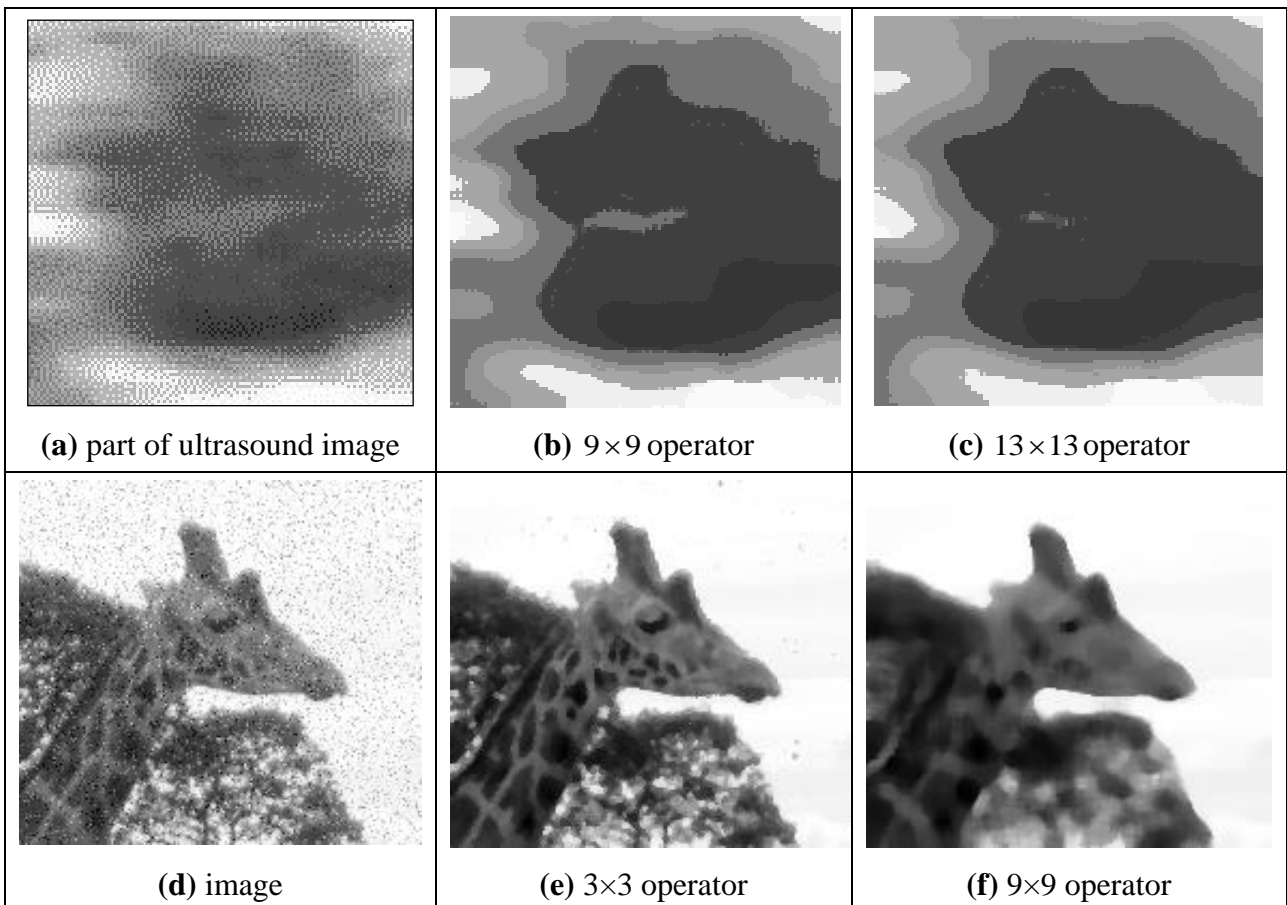 (a) part of ultrasound image
(b) 9×9 operator
(c) 13×13 operator
(d) image
(e) 3×3 operator
(f) 9×9 operator